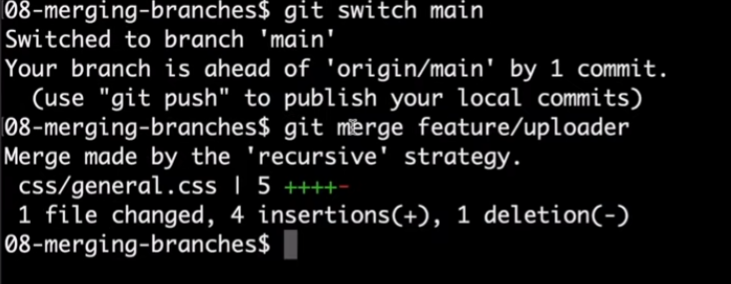 08-merging-branches$ git switch main
Switched to branch 'main'
Your branch is ahead of 'origin/main' by 1 commit.
  (use "git push" to publish your local commits)
08-merging-branches$ git merge feature/uploader
Merge made by the 'recursive' strategy.
 css/general.css | 5 ++++-
 1 file changed, 4 insertions(+), 1 deletion(-)
08-merging-branches$